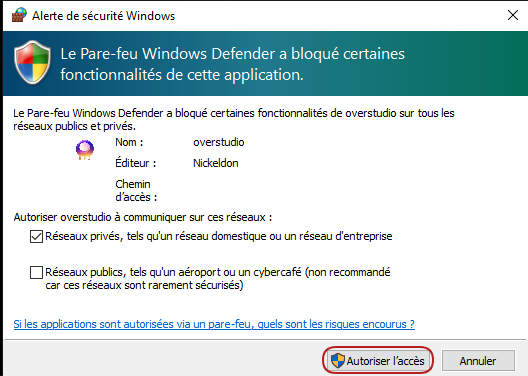 Alerte de sécurité Windows
Le Pare-feu Windows Defender a bloqué certaines
fonctionnalités de cette application.
Le Pare-feu Windows Defender a bloqué certaines fonctionnalités de overstudio sur tous les
réseaux publics et privés.
Nom : overstudio
Éditeur : Nickeldon
Chemin
d'accès :
Autoriser overstudio à communiquer sur ces réseaux :
Réseaux privés, tels qu'un réseau domestique ou un réseau d'entreprise
Réseaux publics, tels qu'un aéroport ou un cybercafé (non recommandé
car ces réseaux sont rarement sécurisés)
Si les applications sont autorisées via un pare-feu, quels sont les risques encourus ?
Autoriser l'accès Annuler